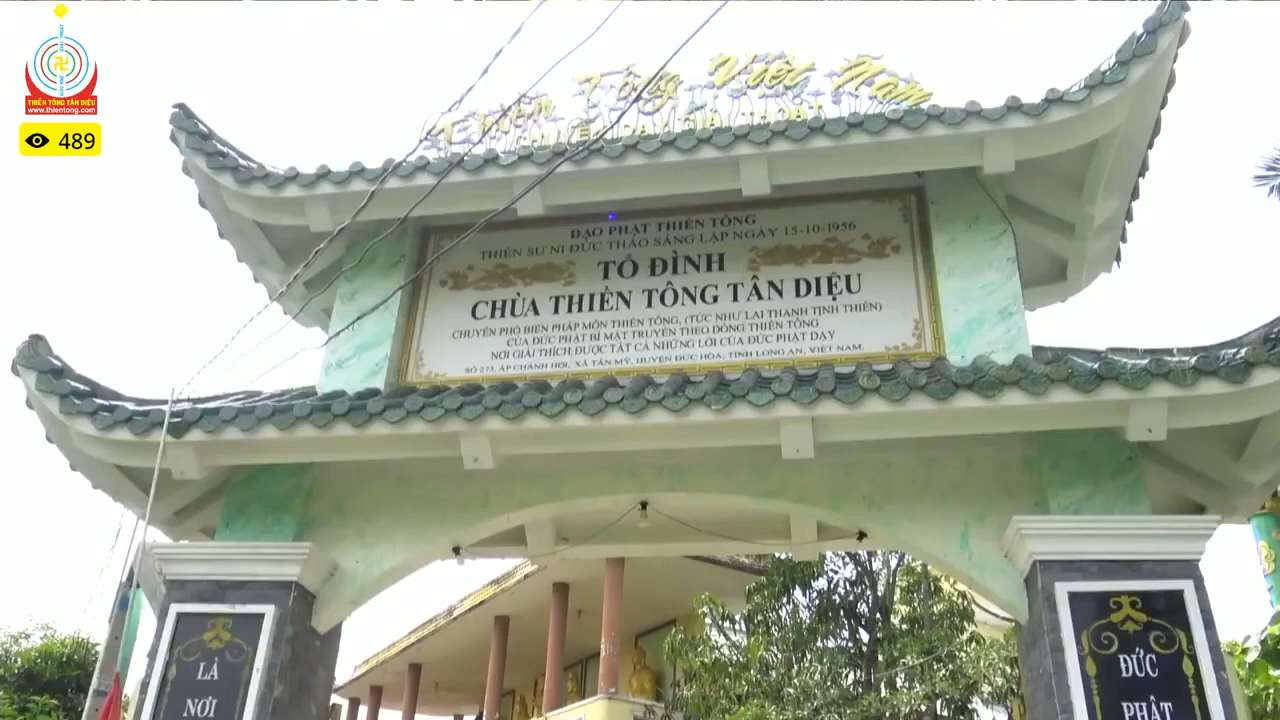 THIỀN TÔNG TÂN DIỆU
www.thientong.com
489
Thiền Tông Việt Nam
ĐẠO PHẬT THIỀN TÔNG
THIỀN SƯ NI ĐỨC THẢO SÁNG LẬP NGÀY 15-10-1956
TỔ ĐÌNH
CHÙA THIỀN TÔNG TÂN DIỆU
CHUYÊN PHỔ BIẾN PHÁP MÔN THIỀN TÔNG, (TỨC NHƯ LAI THANH TỊNH THIỀN)
CỦA ĐỨC PHẬT BÍ MẬT TRUYỀN THEO DÒNG THIỀN TÔNG
NƠI GIẢI THÍCH ĐƯỢC TẤT CẢ NHỮNG LỜI CỦA ĐỨC PHẬT DẠY
SỐ 273, ẤP CHÁNH HỘI, XÃ TÂN MỸ, HUYỆN ĐỨC HÒA, TỈNH LONG AN, VIỆT NAM.
LÀ
NƠI
ĐỨC
PHẬT